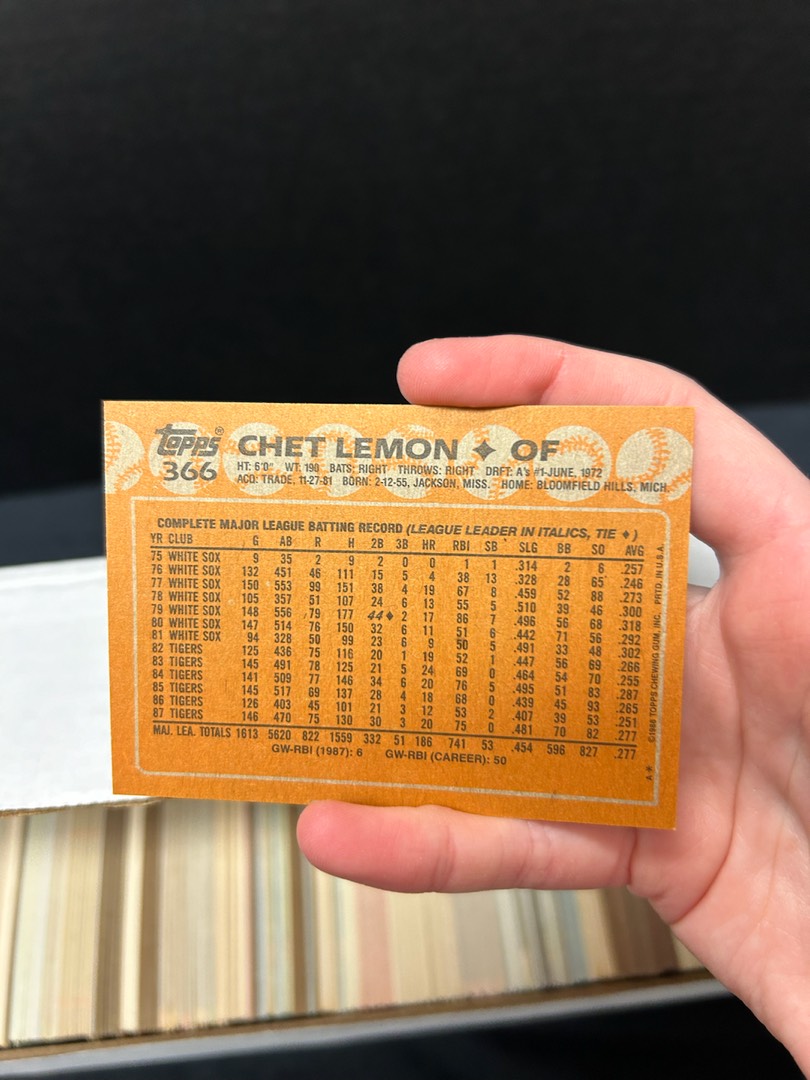 Topps®
366
CHET LEMON ♦ OF
HT: 6'0" WT: 190 BATS: RIGHT THROWS: RIGHT DRFT: A's #1-JUNE, 1972
ACQ: TRADE, 11-27-81 BORN: 2-12-55, JACKSON, MISS. HOME: BLOOMFIELD HILLS, MICH.
COMPLETE MAJOR LEAGUE BATTING RECORD (LEAGUE LEADER IN ITALICS, TIE ♦)
YR CLUB G AB R H 2B 3B HR RBI SB SLG BB SO AVG
75 WHITE SOX 9 35 2 9 2 0 0 1 1 .314 2 6 .257
76 WHITE SOX 132 451 46 111 15 5 4 38 13 .328 28 65 .246
77 WHITE SOX 150 553 99 151 38 4 19 67 8 .459 52 88 .273
78 WHITE SOX 105 357 51 107 24 6 13 55 5 .510 39 46 .300
79 WHITE SOX 148 556 79 177 44♦ 2 17 86 7 .496 56 68 .318
80 WHITE SOX 147 514 76 150 32 6 11 51 6 .442 71 56 .292
81 WHITE SOX 94 328 50 99 23 6 9 50 5 .491 33 48 .302
82 TIGERS 125 436 75 116 20 1 19 52 1 .447 56 69 .266
83 TIGERS 145 491 78 125 21 5 24 69 0 .464 54 70 .255
84 TIGERS 141 509 77 146 34 6 20 76 5 .495 51 83 .287
85 TIGERS 145 517 69 137 28 4 18 68 0 .439 45 93 .265
86 TIGERS 126 403 45 101 21 3 12 53 2 .407 39 53 .251
87 TIGERS 146 470 75 130 30 3 20 75 0 .481 70 82 .277
MAJ. LEA. TOTALS 1613 5620 822 1559 332 51 186 741 53 .454 596 827 .277
GW-RBI (1987): 6 GW-RBI (CAREER): 50
©1988 TOPPS CHEWING GUM, INC. PRTD. IN U.S.A.
A*